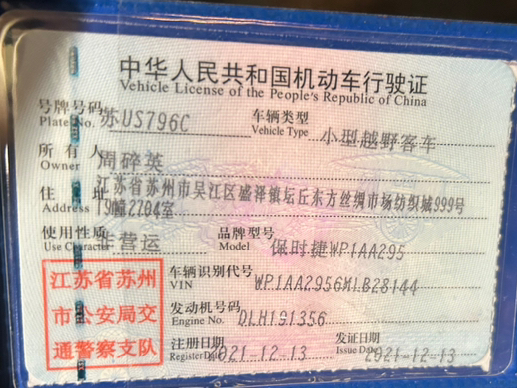 中华人民共和国机动车行驶证
Vehicle License of the People's Republic of China
号牌号码 苏US796C 车辆类型 小型越野客车
Plate No. Vehicle Type
所有人 周碎英
Owner
住址 江苏省苏州市吴江区盛泽镇坛丘东方丝绸市场纺织城999号
Address 19幢2704室
使用性质 非营运 品牌型号 保时捷WP1AA295
Use Character Model
江苏省苏州
市公安局交
通警察支队
车辆识别代号 WP1AA2956MLB28144
VIN
发动机号码 DLH191356
Engine No.
注册日期 2021-12-13 发证日期 2021-12-13
Register Date Issue Date